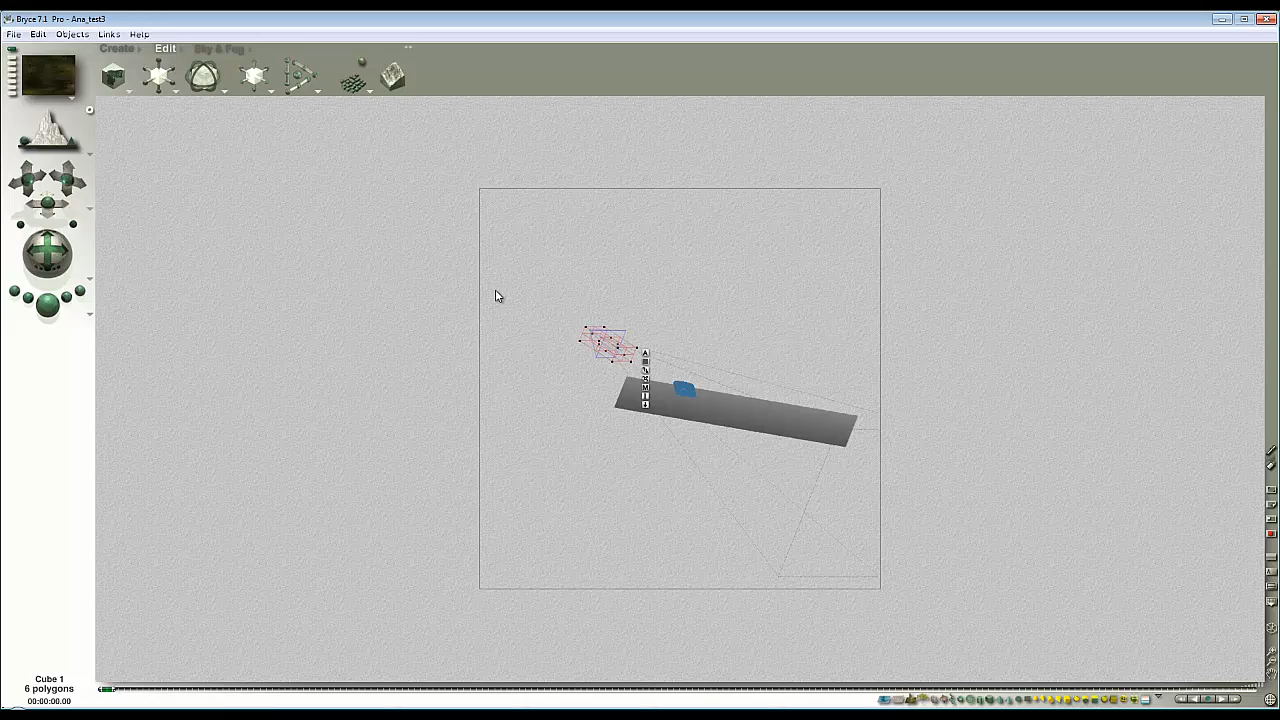 Bryce 7.1 Pro - Ana_test3
File Edit Objects Links Help
Create Edit Sky & Fog
A
M
Cube 1
6 polygons
00:00:00.00